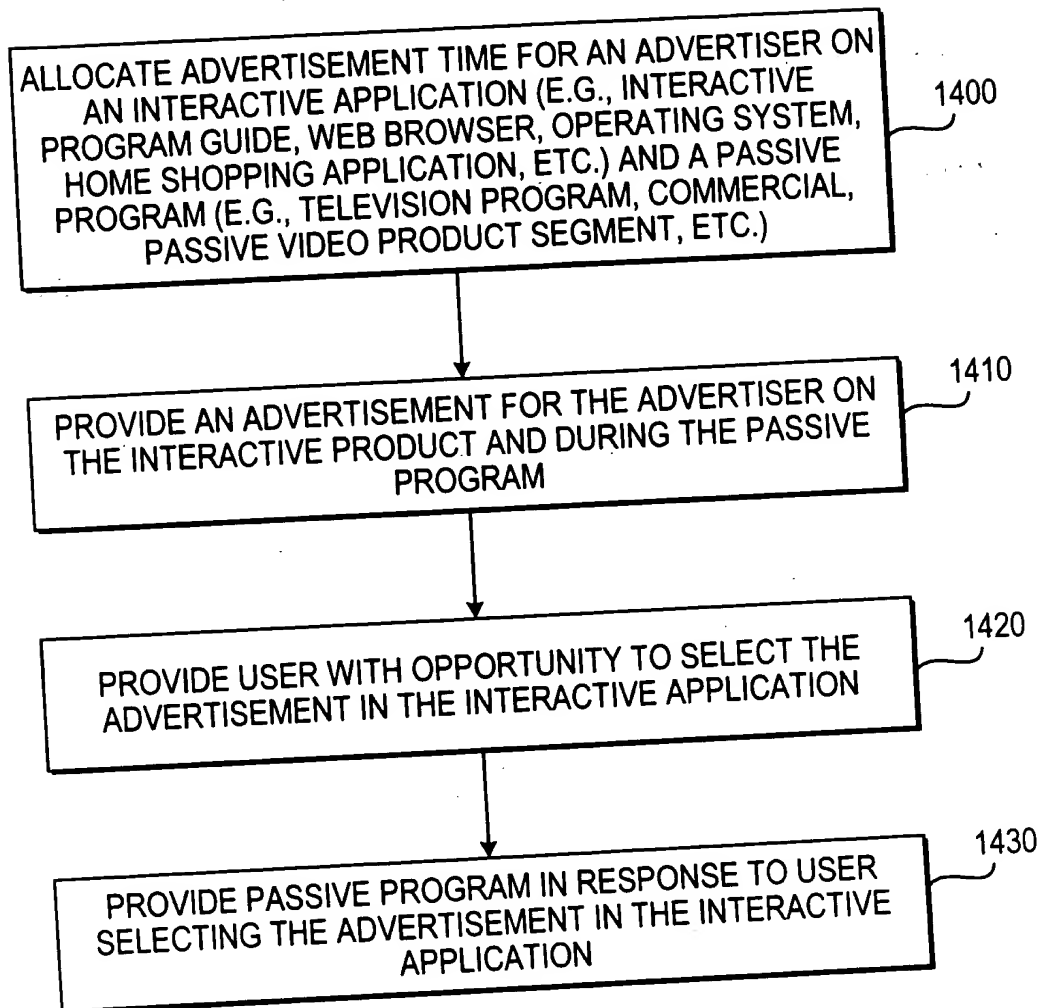 ALLOCATE ADVERTISEMENT TIME FOR AN ADVERTISER ON
AN INTERACTIVE APPLICATION (E.G., INTERACTIVE
PROGRAM GUIDE, WEB BROWSER, OPERATING SYSTEM,
HOME SHOPPING APPLICATION, ETC.) AND A PASSIVE
PROGRAM (E.G., TELEVISION PROGRAM, COMMERCIAL,
PASSIVE VIDEO PRODUCT SEGMENT, ETC.)
1400
PROVIDE AN ADVERTISEMENT FOR THE ADVERTISER ON
THE INTERACTIVE PRODUCT AND DURING THE PASSIVE
PROGRAM
1410
PROVIDE USER WITH OPPORTUNITY TO SELECT THE
ADVERTISEMENT IN THE INTERACTIVE APPLICATION
1420
PROVIDE PASSIVE PROGRAM IN RESPONSE TO USER
SELECTING THE ADVERTISEMENT IN THE INTERACTIVE
APPLICATION
1430